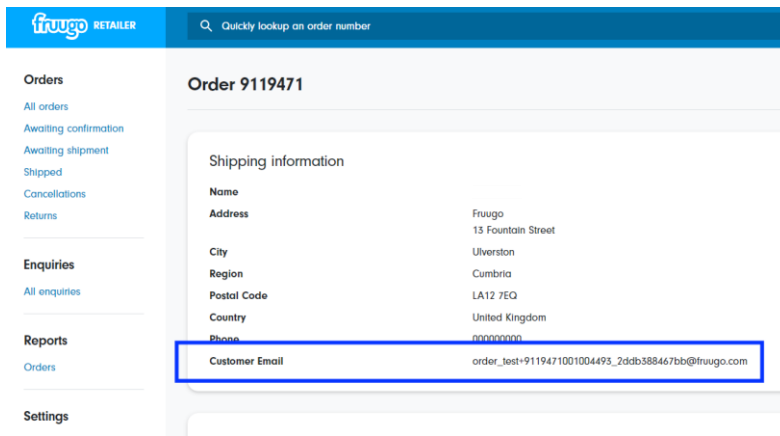 fruugo RETAILER
Quickly lookup an order number
Orders
All orders
Awaiting confirmation
Awaiting shipment
Shipped
Cancellations
Returns
Enquiries
All enquiries
Reports
Orders
Settings
Order 9119471
Shipping information
Name
Address Fruugo
13 Fountain Street
City Ulverston
Region Cumbria
Postal Code LA12 7EQ
Country United Kingdom
Phone 000000000
Customer Email order_test+9119471001004493_2ddb388467bb@fruugo.com